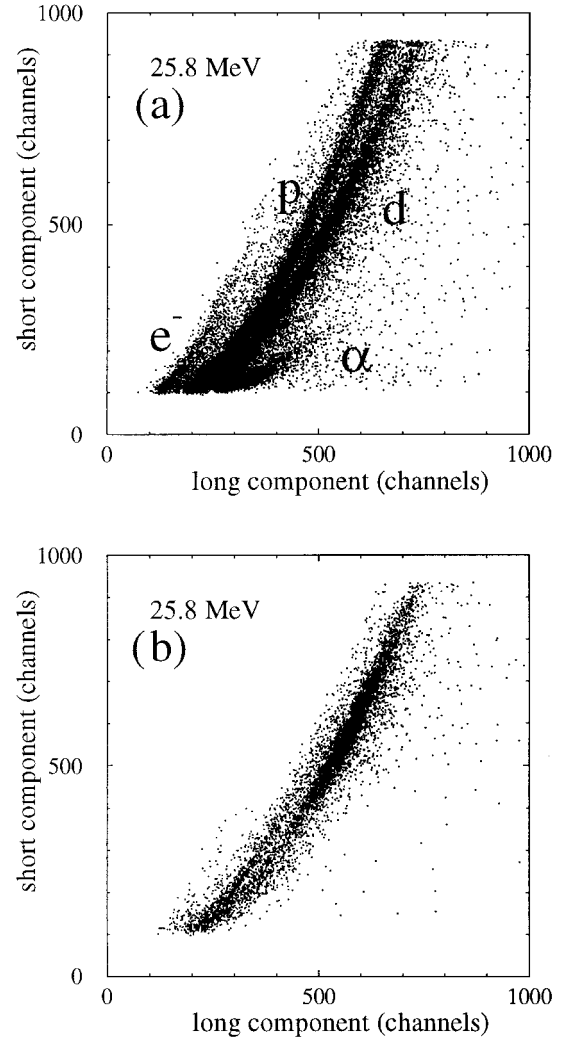 1000
25.8 MeV
(a)
short component (channels)
500
p
d
e⁻
α
0
0 500 1000
long component (channels)
1000
25.8 MeV
(b)
short component (channels)
500
0
0 500 1000
long component (channels)